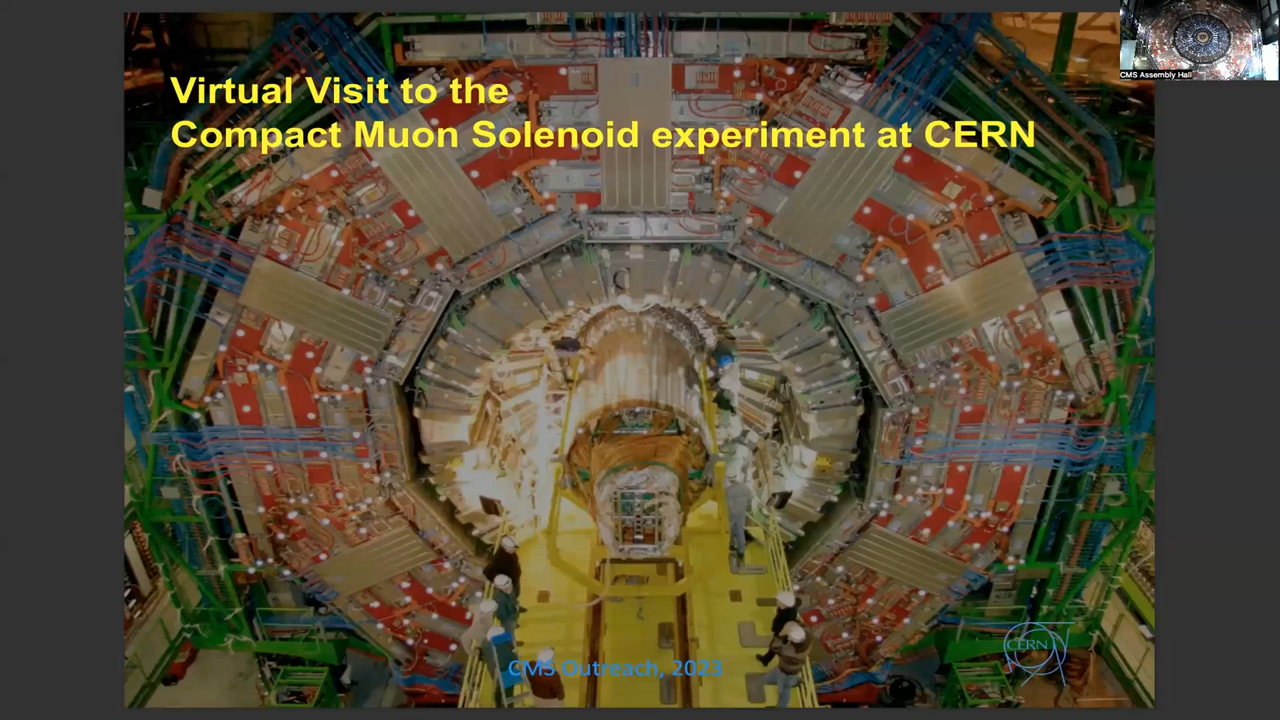 Virtual Visit to the
Compact Muon Solenoid experiment at CERN
CMS Assembly Hall
CMS Outreach, 2023
CERN